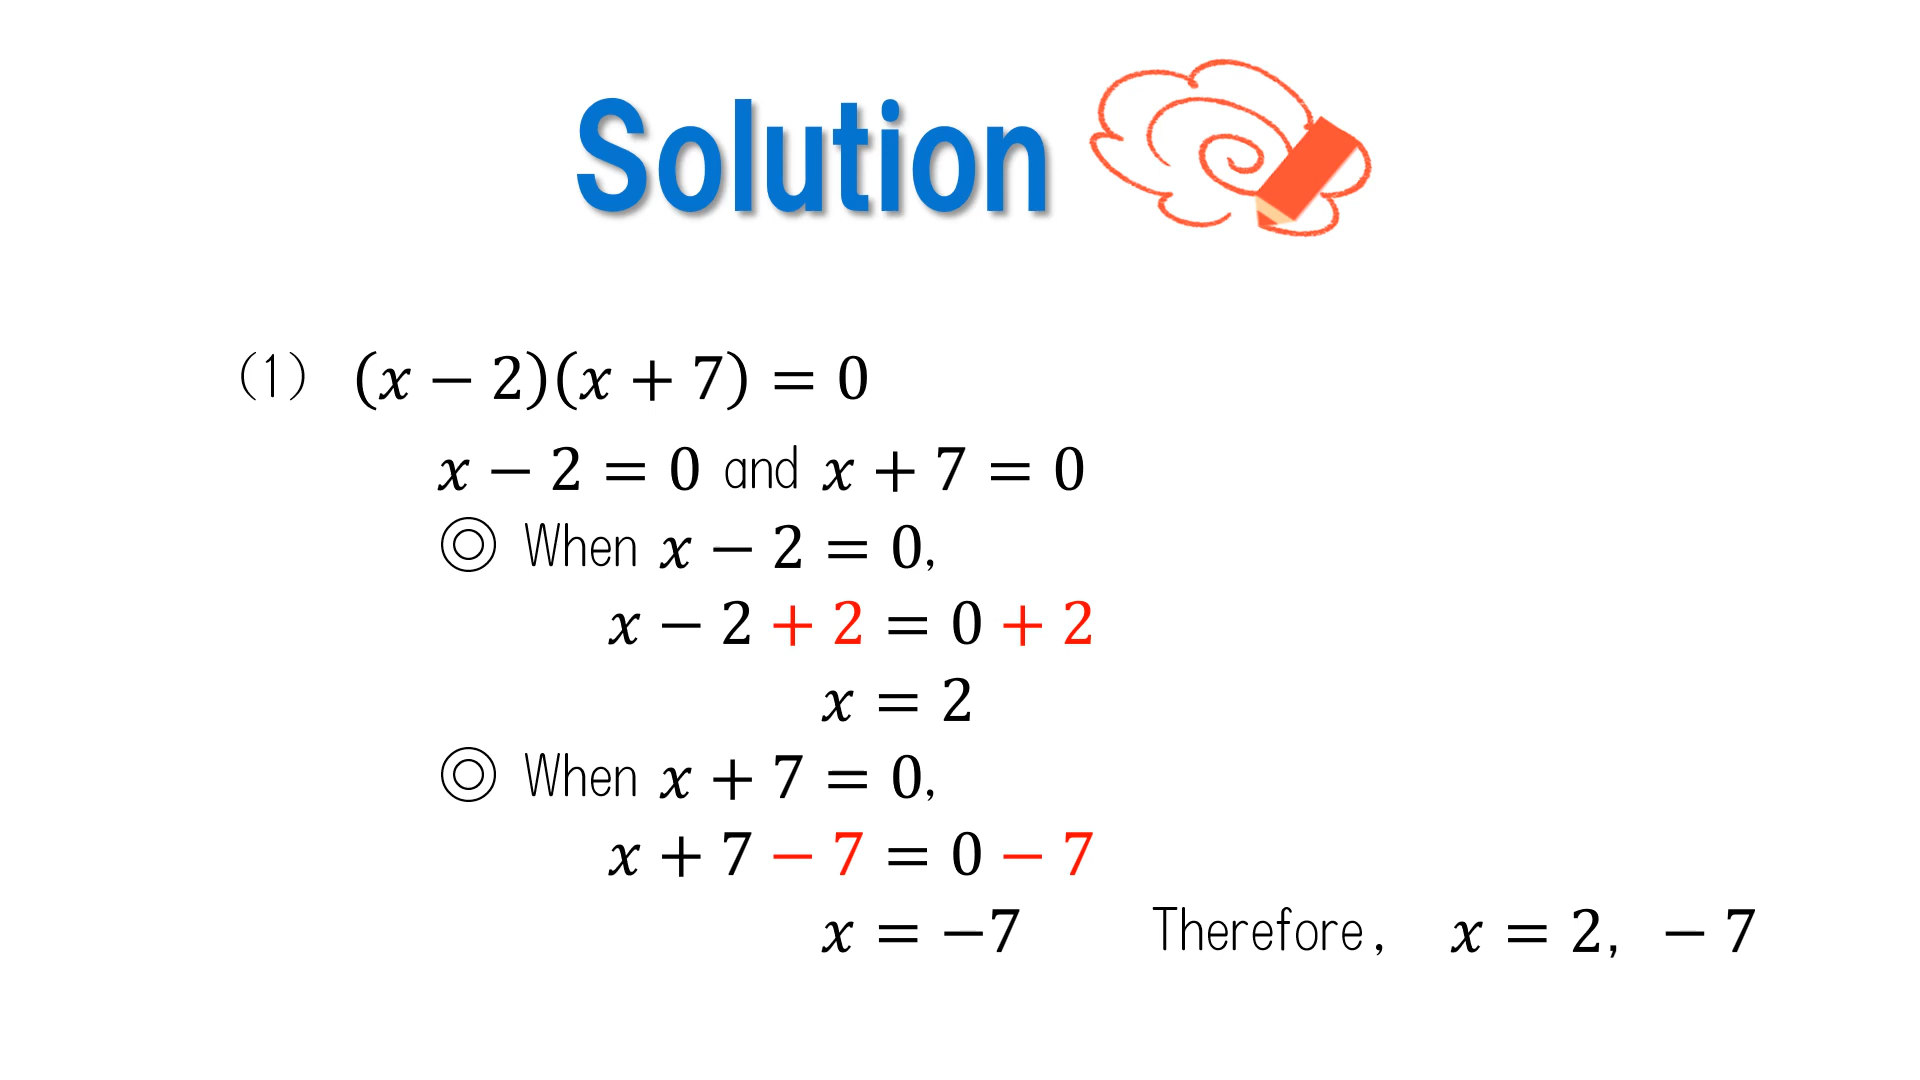 Solution
（1） (x − 2)(x + 7) = 0
x − 2 = 0 and x + 7 = 0
◎ When x − 2 = 0,
x − 2 + 2 = 0 + 2
x = 2
◎ When x + 7 = 0,
x + 7 − 7 = 0 − 7
x = −7 Therefore, x = 2, − 7